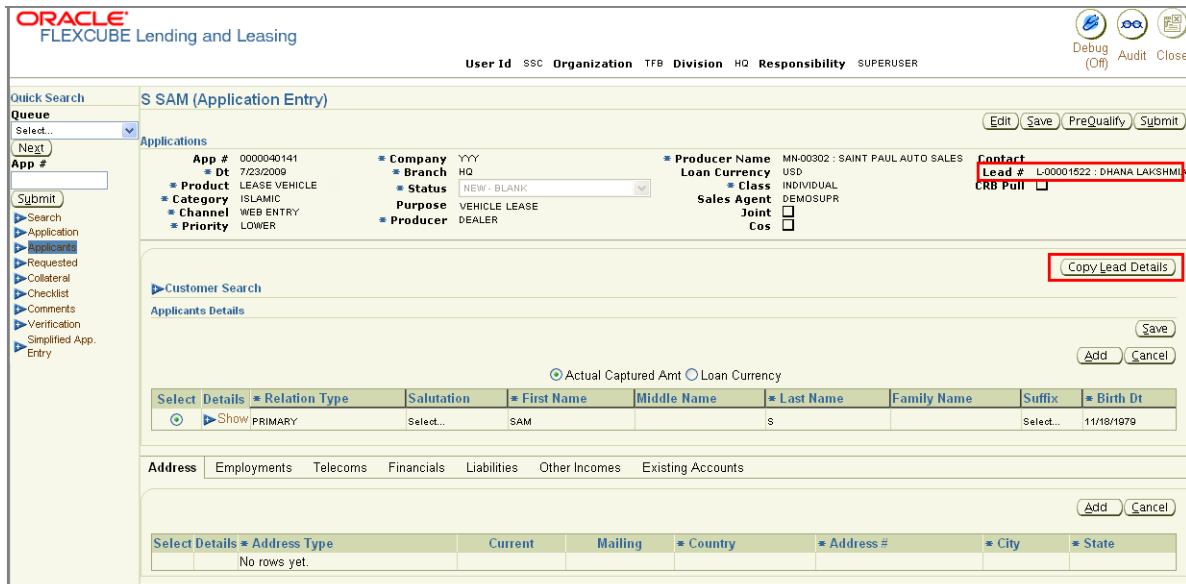 ORACLE
FLEXCUBE Lending and Leasing
Debug (Off)
Audit
Close
User Id SSC Organization TFB Division HQ Responsibility SUPERUSER
Quick Search
Queue
Select...
Next
App #
Submit
Search
Application
Applicants
Requested
Collateral
Checklist
Comments
Verification
Simplified App. Entry
S SAM (Application Entry)
Edit Save PreQualify Submit
Applications
App # 0000040141
* Dt 7/23/2009
* Product LEASE VEHICLE
* Category ISLAMIC
* Channel WEB ENTRY
* Priority LOWER
* Company YYY
* Branch HQ
* Status NEW - BLANK
Purpose VEHICLE LEASE
* Producer DEALER
* Producer Name MN-00302 : SAINT PAUL AUTO SALES
Loan Currency USD
* Class INDIVIDUAL
Sales Agent DEMOSUPR
Joint
Cos
Contact
Lead # L-00001522 : DHANA LAKSHMI
CRB Pull
Copy Lead Details
Customer Search
Applicants Details
Save
Add Cancel
Actual Captured Amt Loan Currency
Select Details * Relation Type Salutation * First Name Middle Name * Last Name Family Name Suffix * Birth Dt
Show PRIMARY Select... SAM S Select... 11/18/1979
Address Employments Telecoms Financials Liabilities Other Incomes Existing Accounts
Add Cancel
Select Details * Address Type Current Mailing * Country * Address # * City * State
No rows yet.